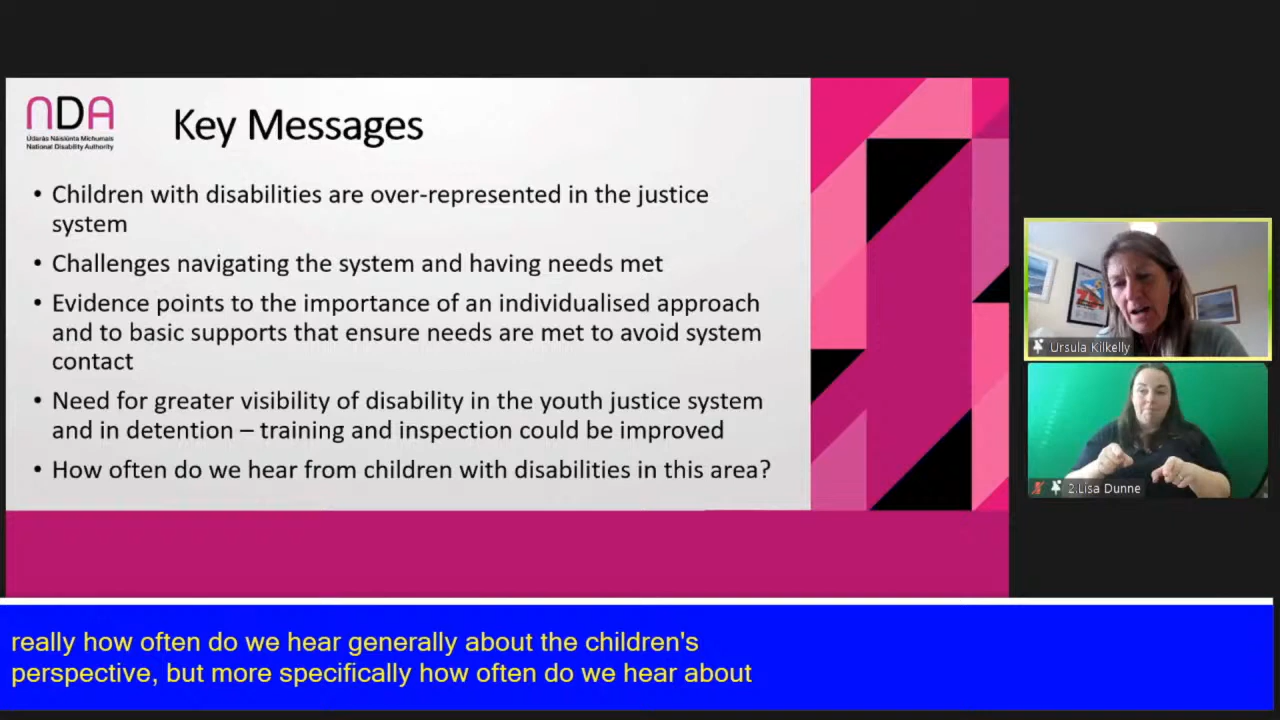 NDA
Údarás Náisiúnta Míchumais
National Disability Authority
Key Messages
• Children with disabilities are over-represented in the justice
system
• Challenges navigating the system and having needs met
• Evidence points to the importance of an individualised approach
and to basic supports that ensure needs are met to avoid system
contact
• Need for greater visibility of disability in the youth justice system
and in detention – training and inspection could be improved
• How often do we hear from children with disabilities in this area?
Ursula Kilkelly
2.Lisa Dunne
really how often do we hear generally about the children's
perspective, but more specifically how often do we hear about